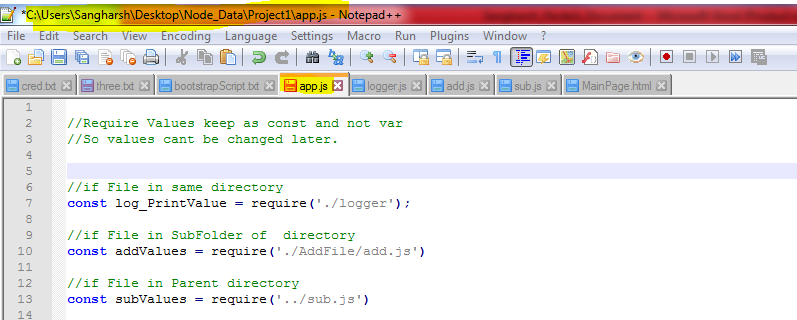 *C:\Users\Sangharsh\Desktop\Node_Data\Project1\app.js - Notepad++
File Edit Search View Encoding Language Settings Macro Run Plugins Window ?
cred.txt three.txt bootstrapScript.txt app.js logger.js add.js sub.js MainPage.html
1
2 //Require Values keep as const and not var
3 //So values cant be changed later.
4
5
6 //if File in same directory
7 const log_PrintValue = require('./logger');
8
9 //if File in SubFolder of  directory
10 const addValues = require('./AddFile/add.js')
11
12 //if File in Parent directory
13 const subValues = require('../sub.js')
14